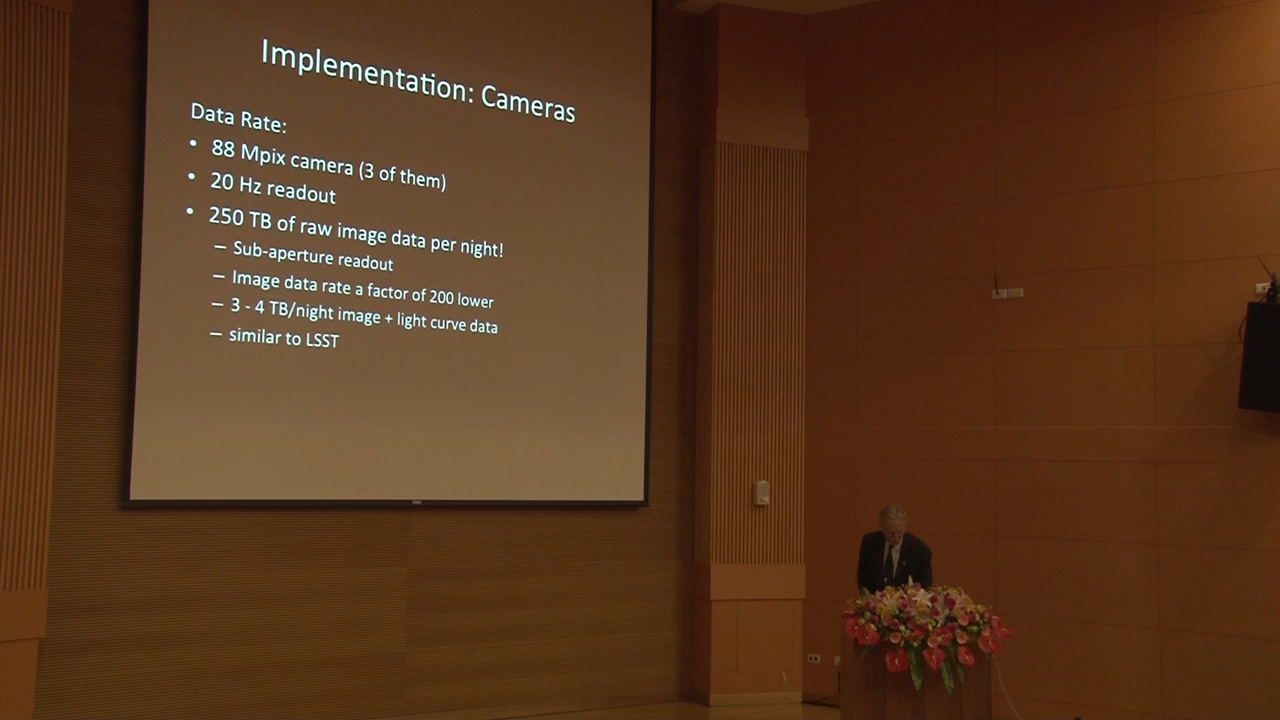 Implementation: Cameras
Data Rate:
• 88 Mpix camera (3 of them)
• 20 Hz readout
• 250 TB of raw image data per night!
– Sub-aperture readout
– Image data rate a factor of 200 lower
– 3 - 4 TB/night image + light curve data
– similar to LSST